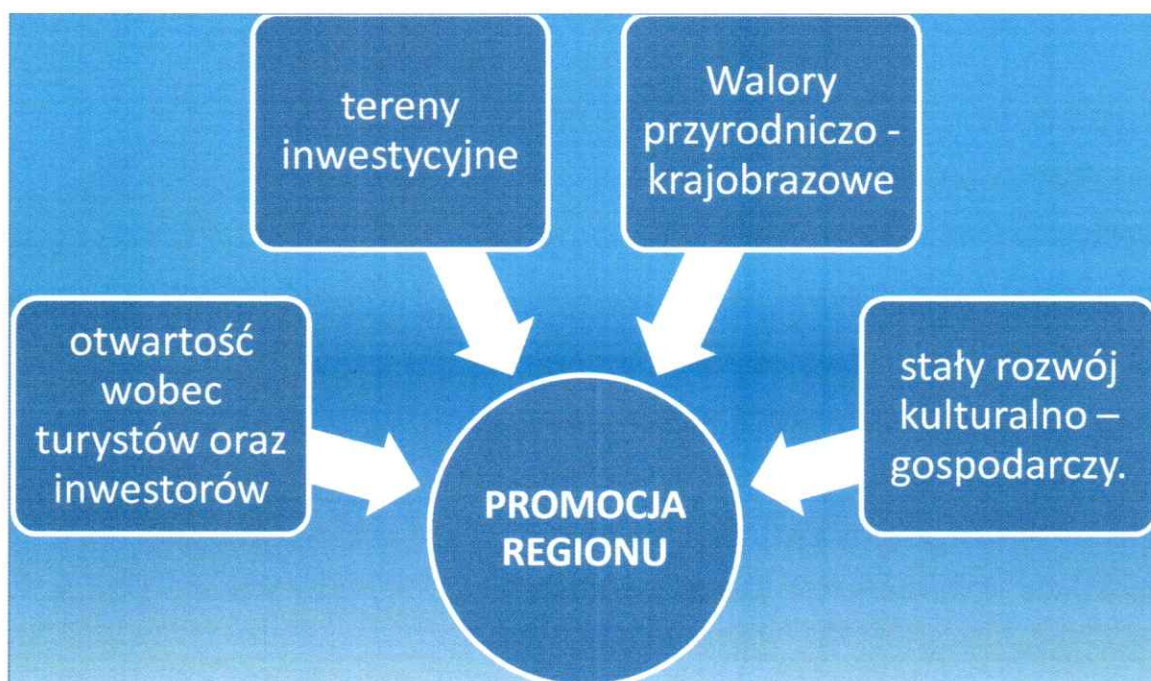 tereny
inwestycyjne
Walory
przyrodniczo -
krajobrazowe
otwartość
wobec
turystów oraz
inwestorów
stały rozwój
kulturalno –
gospodarczy.
PROMOCJA
REGIONU